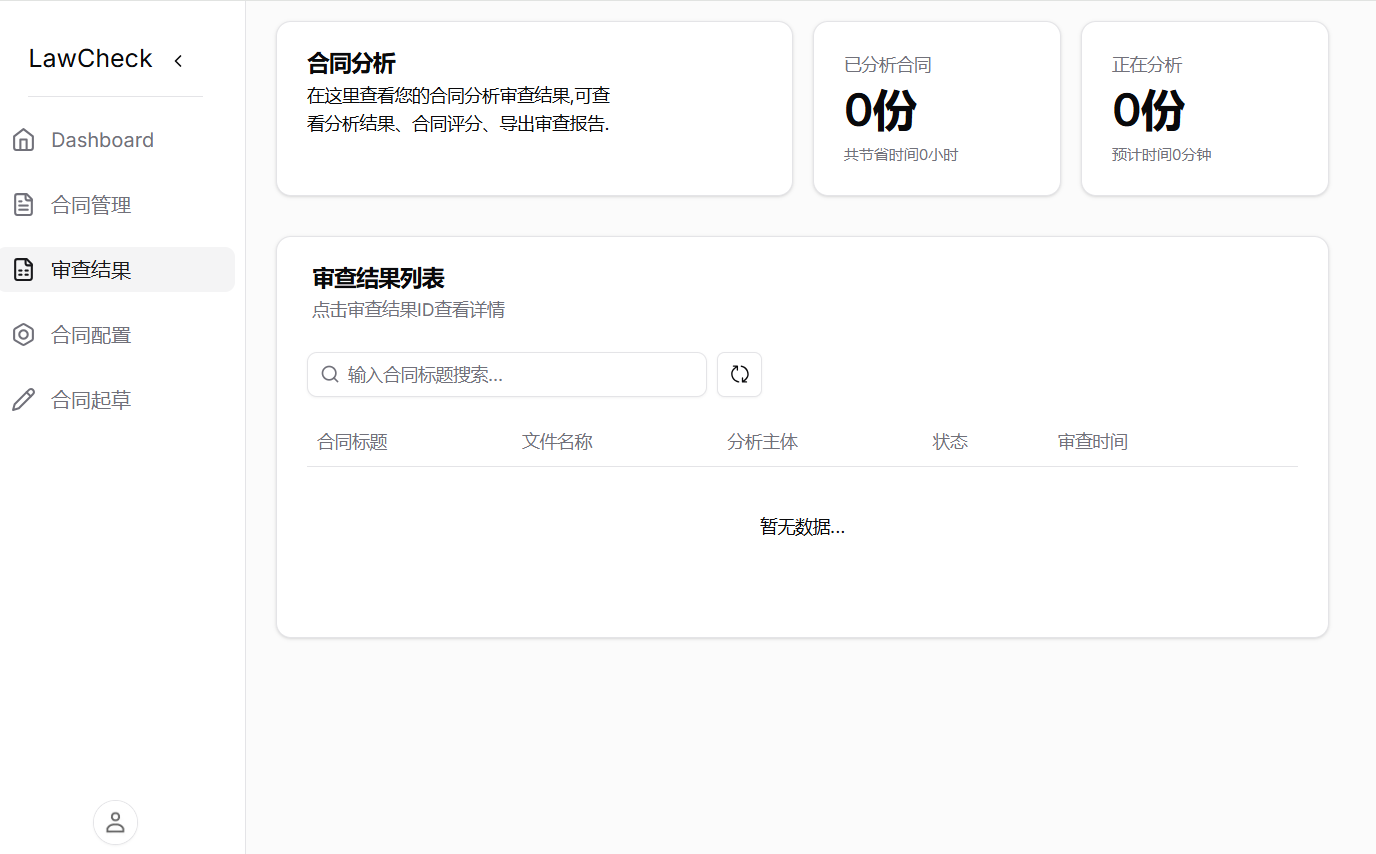 LawCheck
Dashboard
合同管理
审查结果
合同配置
合同起草
合同分析
在这里查看您的合同分析审查结果,可查
看分析结果、合同评分、导出审查报告.
已分析合同
0份
共节省时间0小时
正在分析
0份
预计时间0分钟
审查结果列表
点击审查结果ID查看详情
输入合同标题搜索...
合同标题 文件名称 分析主体 状态 审查时间
暂无数据...